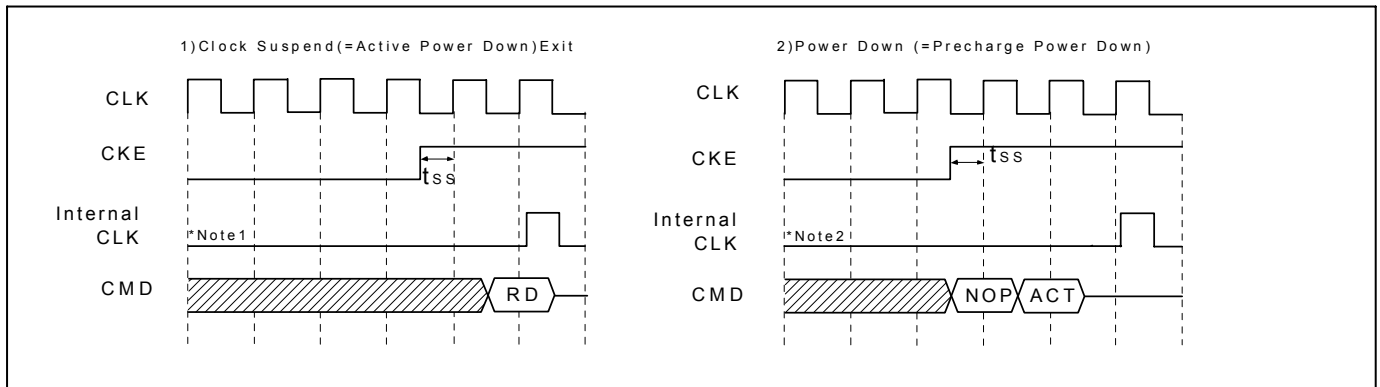 1)Clock Suspend(=Active Power Down)Exit
CLK
CKE
tSS
Internal
CLK
*Note1
CMD
RD
2)Power Down (=Precharge Power Down)
CLK
CKE
tSS
Internal
CLK
*Note2
CMD
NOP
ACT